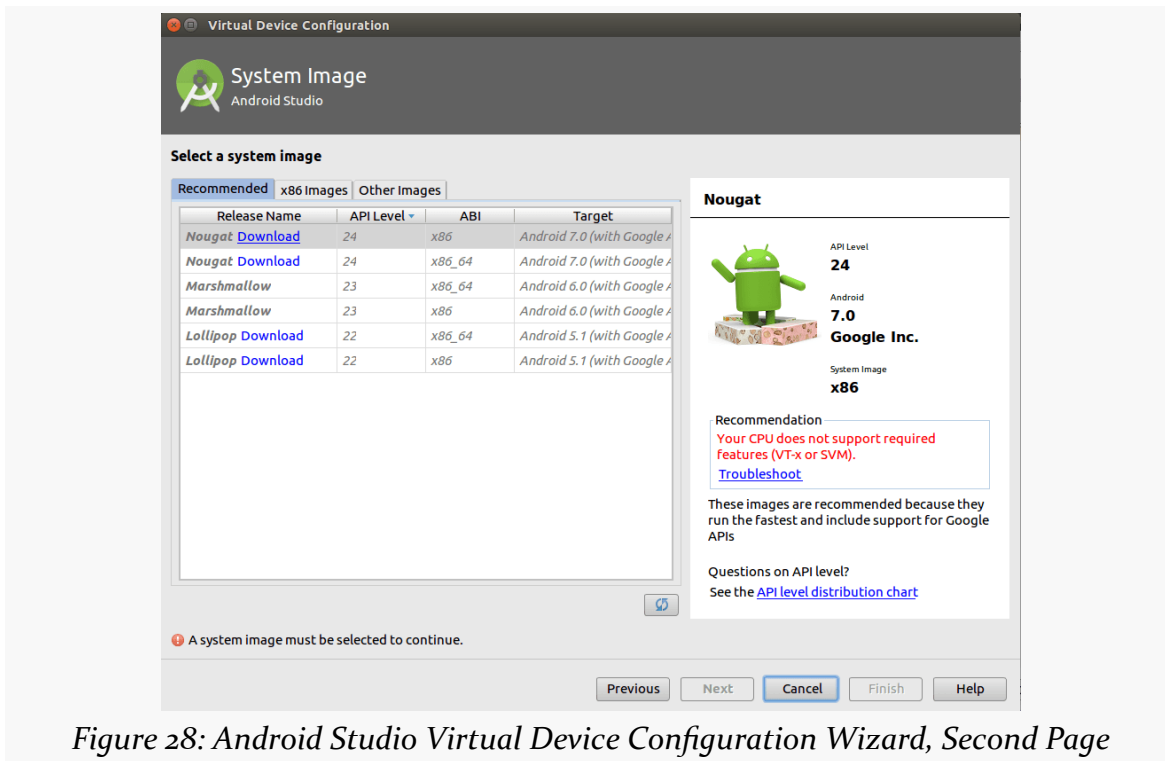 Virtual Device Configuration
System Image
Android Studio
Select a system image
Recommended x86 Images Other Images
Release Name API Level ABI Target
Nougat Download 24 x86 Android 7.0 (with Google A
Nougat Download 24 x86_64 Android 7.0 (with Google A
Marshmallow 23 x86_64 Android 6.0 (with Google A
Marshmallow 23 x86 Android 6.0 (with Google A
Lollipop Download 22 x86_64 Android 5.1 (with Google A
Lollipop Download 22 x86 Android 5.1 (with Google A
Nougat
API Level
24
Android
7.0
Google Inc.
System Image
x86
Recommendation
Your CPU does not support required
features (VT-x or SVM).
Troubleshoot
These images are recommended because they
run the fastest and include support for Google
APIs
Questions on API level?
See the API level distribution chart
A system image must be selected to continue.
Previous Next Cancel Finish Help
Figure 28: Android Studio Virtual Device Configuration Wizard, Second Page